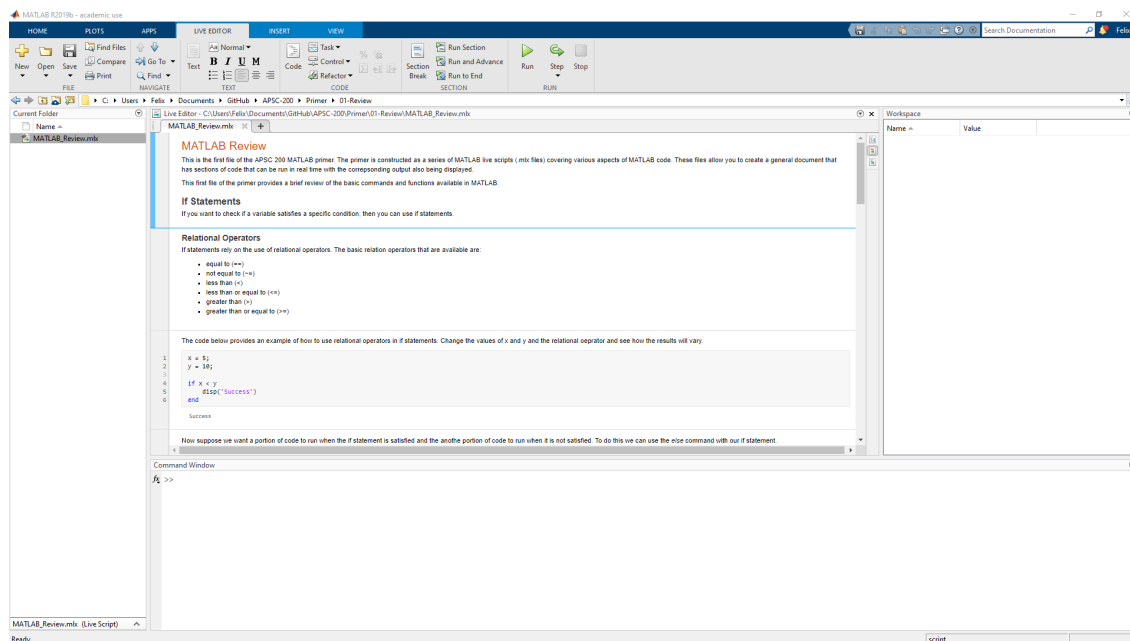 MATLAB R2019b - academic use
HOME PLOTS APPS LIVE EDITOR INSERT VIEW
Search Documentation Felix
New Open Save Find Files Compare Print
Go To Find
Text Aa Normal B I U M
Code Task Control Refactor
Section Break Run Section Run and Advance Run to End
Run Step Stop
FILE NAVIGATE TEXT CODE SECTION RUN
C: Users Felix Documents GitHub APSC-200 Primer 01-Review
Current Folder
Name
MATLAB_Review.mlx
Live Editor - C:\Users\Felix\Documents\GitHub\APSC-200\Primer\01-Review\MATLAB_Review.mlx
MATLAB_Review.mlx
MATLAB Review
This is the first file of the APSC 200 MATLAB primer. The primer is constructed as a series of MATLAB live scripts (.mlx files) covering various aspects of MATLAB code. These files allow you to create a general document that
has sections of code that can be run in real time with the correpsonding output also being displayed.
This first file of the primer provides a brief review of the basic commands and functions available in MATLAB.
If Statements
If you want to check if a variable satisfies a specific condition, then you can use if statements.
Relational Operators
If statements rely on the use of relational operators. The basic relation operators that are available are:
• equal to (==)
• not equal to (~=)
• less than (<)
• less than or equal to (<=)
• greater than (>)
• greater than or equal to (>=)
The code below provides an example of how to use relational operators in if statements. Change the values of x and y and the relational oeprator and see how the results will vary.
1 x = 5;
2 y = 10;
3
4 if x < y
5 disp('Success')
6 end
Success
Now suppose we want a portion of code to run when the if statement is satisfied and the anothe portion of code to run when it is not satisfied. To do this we can use the else command with our if statement.
Workspace
Name Value
Command Window
fx >>
MATLAB_Review.mlx (Live Script)
Ready
script